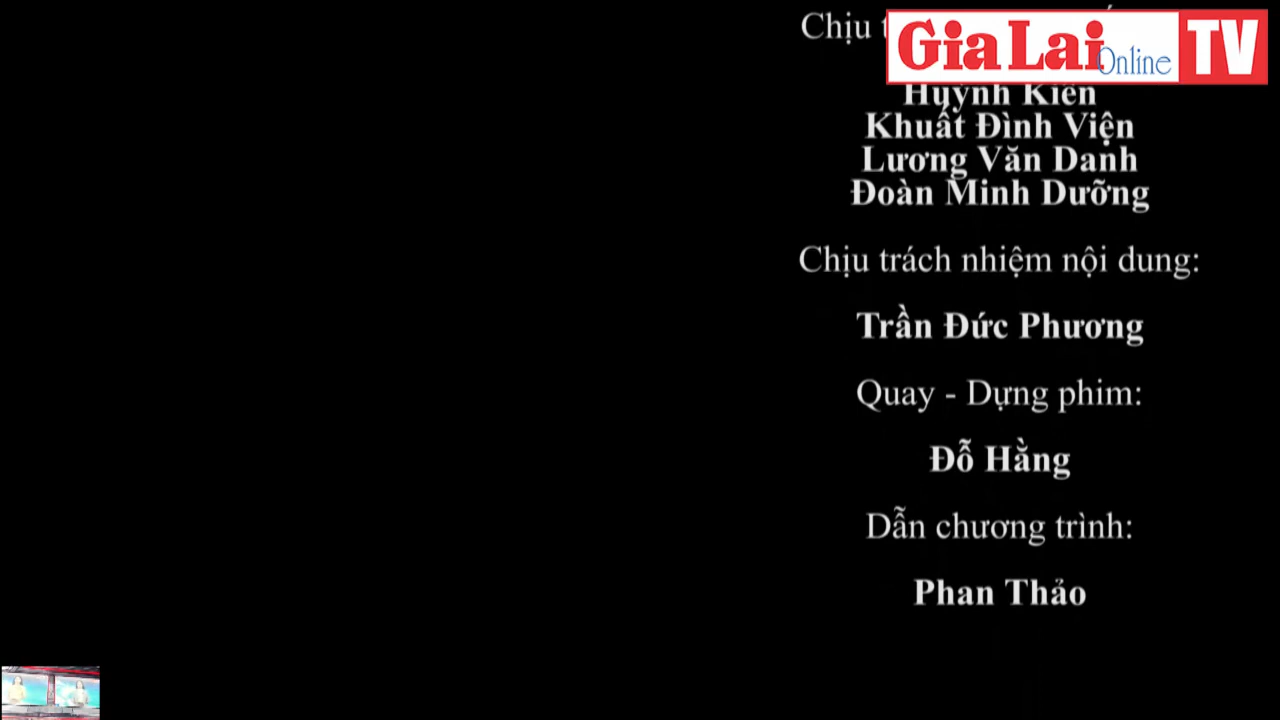 Chịu
Gia Lai Online TV
Huỳnh Kiên
Khuất Đình Viện
Lương Văn Danh
Đoàn Minh Dưỡng
Chịu trách nhiệm nội dung:
Trần Đức Phương
Quay - Dựng phim:
Đỗ Hằng
Dẫn chương trình:
Phan Thảo